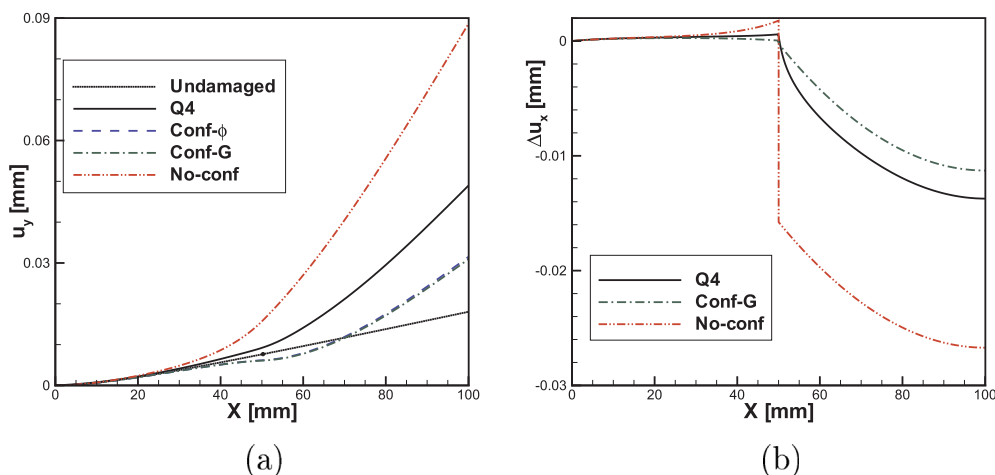 0.09
0.06
0.03
0
u_y [mm]
Undamaged
Q4
Conf-ϕ
Conf-G
No-conf
0 20 40 60 80 100
X [mm]
(a)
0
-0.01
-0.02
-0.03
Δu_x [mm]
Q4
Conf-G
No-conf
0 20 40 60 80 100
X [mm]
(b)